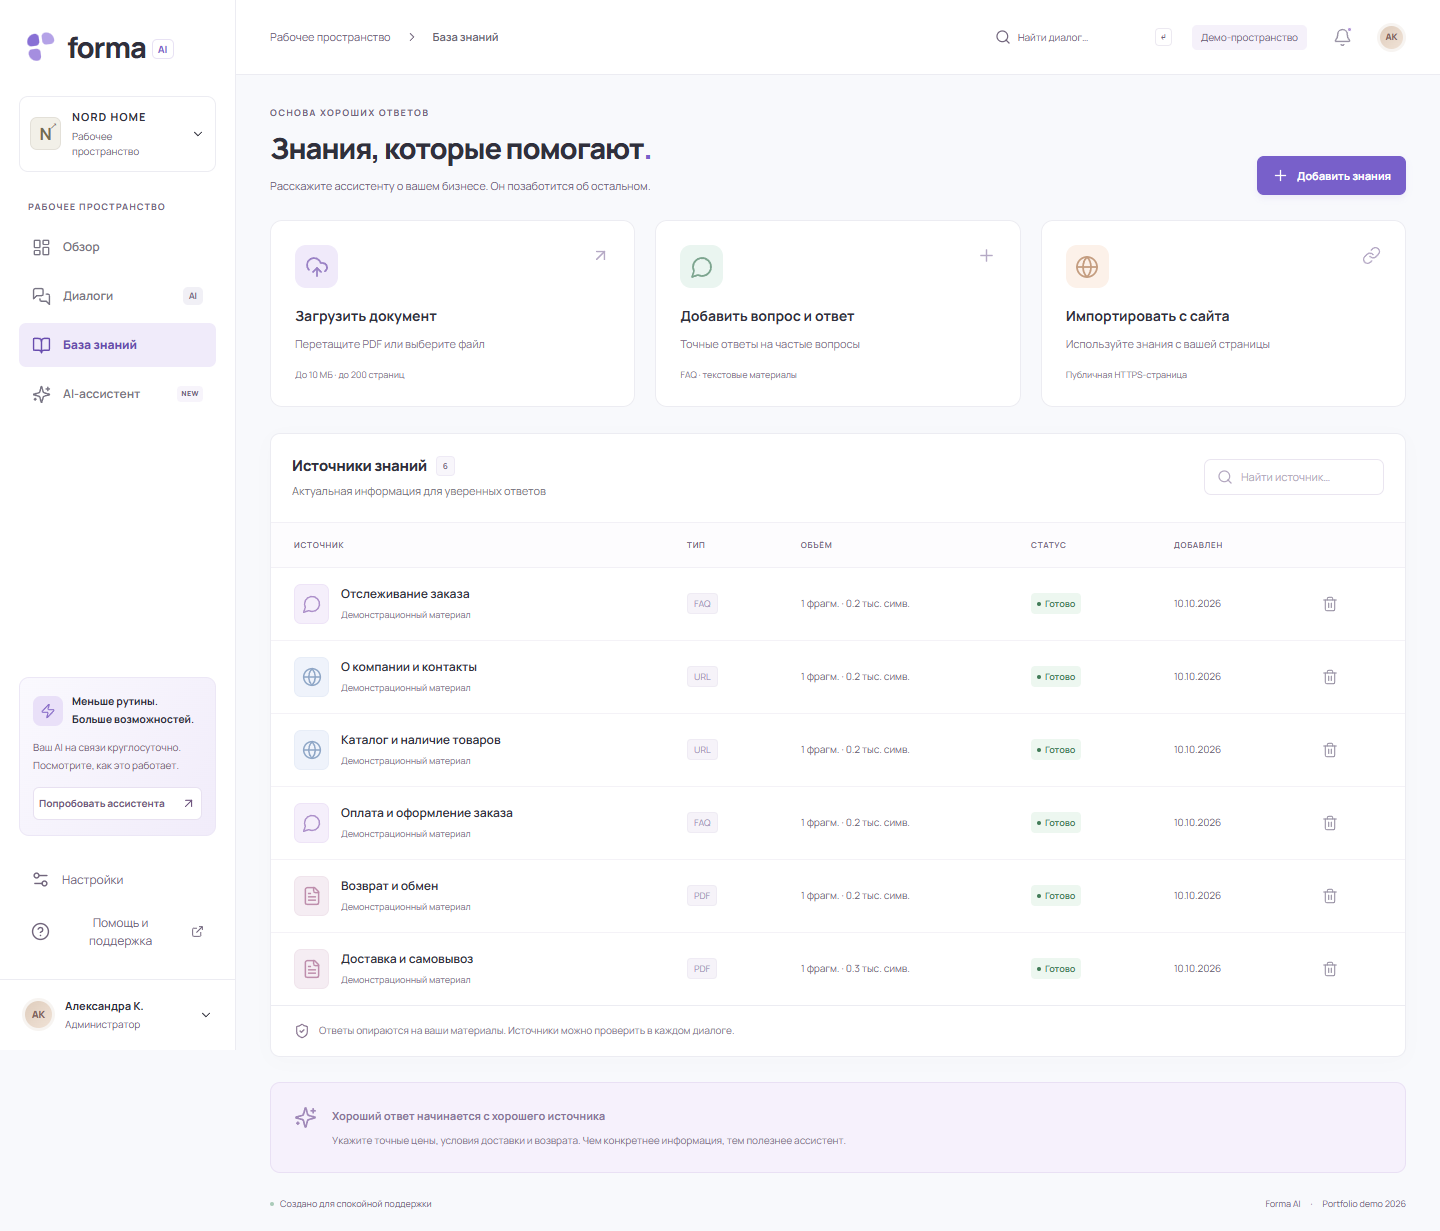 forma AI
NORD HOME
Рабочее
пространство
РАБОЧЕЕ ПРОСТРАНСТВО
Обзор
Диалоги AI
База знаний
AI-ассистент NEW
Меньше рутины.
Больше возможностей.
Ваш AI на связи круглосуточно.
Посмотрите, как это работает.
Попробовать ассистента
Настройки
Помощь и
поддержка
AK Александра К.
Администратор
Рабочее пространство База знаний
Найти диалог...
Демо-пространство
AK
ОСНОВА ХОРОШИХ ОТВЕТОВ
Знания, которые помогают.
Расскажите ассистенту о вашем бизнесе. Он позаботится об остальном.
Добавить знания
Загрузить документ
Перетащите PDF или выберите файл
До 10 МБ · до 200 страниц
Добавить вопрос и ответ
Точные ответы на частые вопросы
FAQ · текстовые материалы
Импортировать с сайта
Используйте знания с вашей страницы
Публичная HTTPS-страница
Источники знаний 6
Актуальная информация для уверенных ответов
Найти источник...
ИСТОЧНИК ТИП ОБЪЁМ СТАТУС ДОБАВЛЕН
Отслеживание заказа
Демонстрационный материал
FAQ 1 фрагм. · 0.2 тыс. симв. Готово 10.10.2026
О компании и контакты
Демонстрационный материал
URL 1 фрагм. · 0.2 тыс. симв. Готово 10.10.2026
Каталог и наличие товаров
Демонстрационный материал
URL 1 фрагм. · 0.2 тыс. симв. Готово 10.10.2026
Оплата и оформление заказа
Демонстрационный материал
FAQ 1 фрагм. · 0.2 тыс. симв. Готово 10.10.2026
Возврат и обмен
Демонстрационный материал
PDF 1 фрагм. · 0.2 тыс. симв. Готово 10.10.2026
Доставка и самовывоз
Демонстрационный материал
PDF 1 фрагм. · 0.3 тыс. симв. Готово 10.10.2026
Ответы опираются на ваши материалы. Источники можно проверить в каждом диалоге.
Хороший ответ начинается с хорошего источника
Укажите точные цены, условия доставки и возврата. Чем конкретнее информация, тем полезнее ассистент.
Создано для спокойной поддержки
Forma AI · Portfolio demo 2026